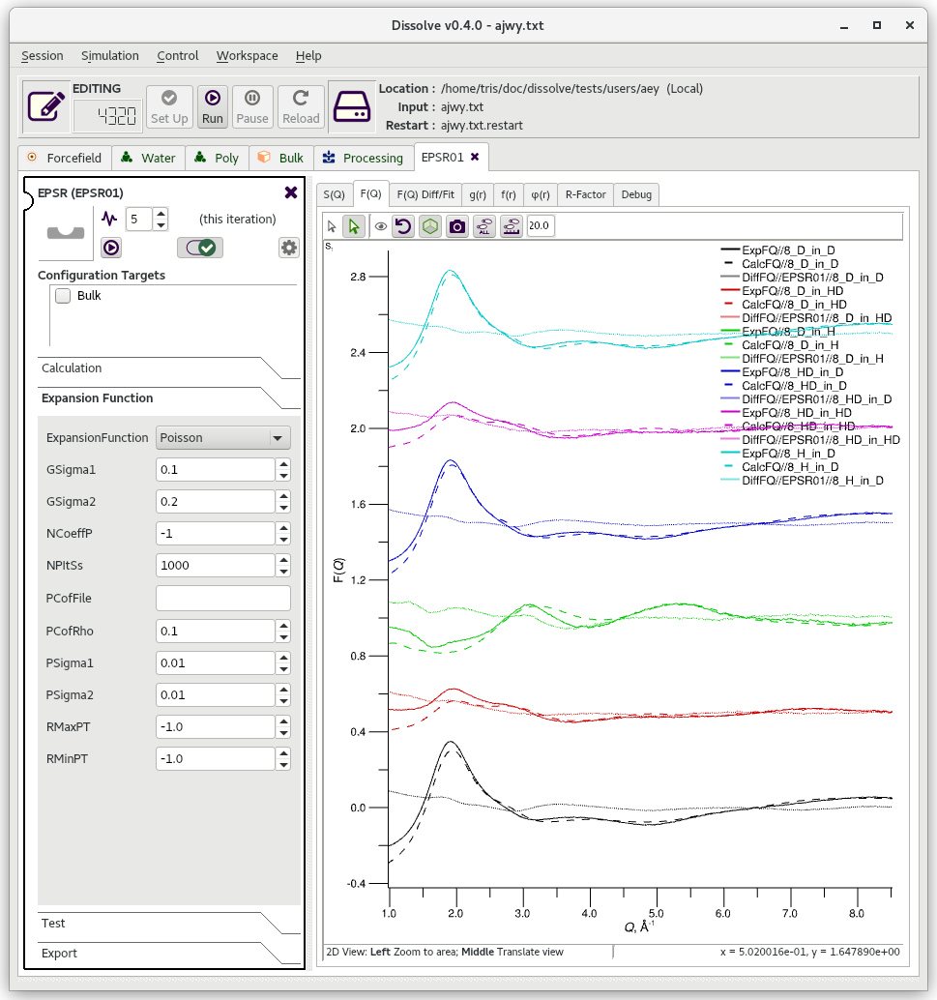 Dissolve v0.4.0 - ajwy.txt
Session Simulation Control Workspace Help
EDITING
4320
Set Up Run Pause Reload
Location : /home/tris/doc/dissolve/tests/users/aey (Local)
Input : ajwy.txt
Restart : ajwy.txt.restart
Forcefield Water Poly Bulk Processing EPSR01
EPSR (EPSR01)
5 (this iteration)
Configuration Targets
Bulk
Calculation
Expansion Function
ExpansionFunction Poisson
GSigma1 0.1
GSigma2 0.2
NCoeffP -1
NPItSs 1000
PCofFile
PCofRho 0.1
PSigma1 0.01
PSigma2 0.01
RMaxPT -1.0
RMinPT -1.0
Test
Export
S(Q) F(Q) F(Q) Diff/Fit g(r) f(r) φ(r) R-Factor Debug
ALL 20.0
ExpFQ//8_D_in_D
CalcFQ//8_D_in_D
DiffFQ//EPSR01//8_D_in_D
ExpFQ//8_D_in_HD
CalcFQ//8_D_in_HD
DiffFQ//EPSR01//8_D_in_HD
ExpFQ//8_D_in_H
CalcFQ//8_D_in_H
DiffFQ//EPSR01//8_D_in_H
ExpFQ//8_HD_in_D
CalcFQ//8_HD_in_D
DiffFQ//EPSR01//8_HD_in_D
ExpFQ//8_HD_in_HD
CalcFQ//8_HD_in_HD
DiffFQ//EPSR01//8_HD_in_HD
ExpFQ//8_H_in_D
CalcFQ//8_H_in_D
DiffFQ//EPSR01//8_H_in_D
2.8
2.4
2.0
1.6
1.2
0.8
0.4
0.0
-0.4
F(Q)
1.0 2.0 3.0 4.0 5.0 6.0 7.0 8.0
Q, Å⁻¹
2D View: Left Zoom to area; Middle Translate view
x = 5.020016e-01, y = 1.647890e+00